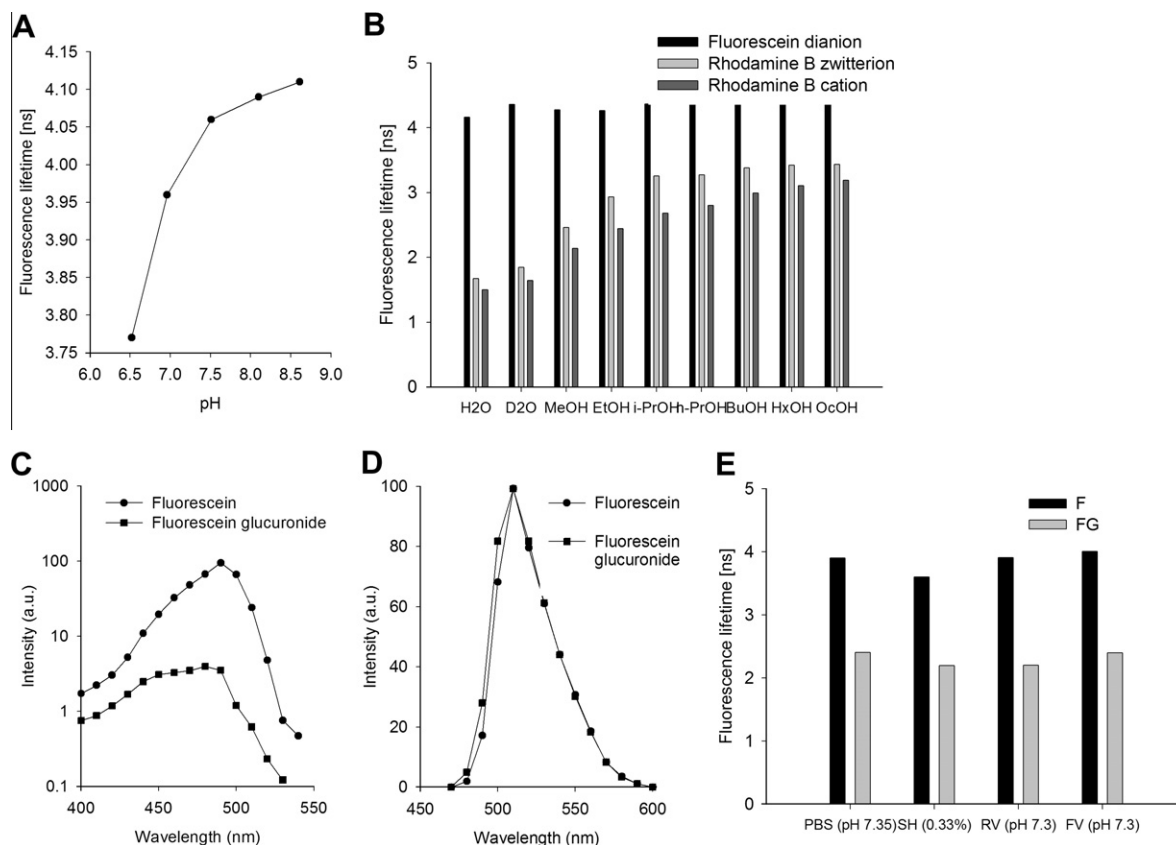 A
Fluorescence lifetime [ns]
4.15
4.10
4.05
4.00
3.95
3.90
3.85
3.80
3.75
6.0 6.5 7.0 7.5 8.0 8.5 9.0
pH
B
Fluorescein dianion
Rhodamine B zwitterion
Rhodamine B cation
Fluorescence lifetime [ns]
5
4
3
2
1
0
H2O D2O MeOH EtOH i-PrOH n-PrOH BuOH HxOH OcOH
C
Fluorescein
Fluorescein glucuronide
Intensity (a.u.)
1000
100
10
1
0.1
400 450 500 550
Wavelength (nm)
D
Fluorescein
Fluorescein
glucuronide
Intensity (a.u.)
100
80
60
40
20
0
450 500 550 600
Wavelength (nm)
E
F
FG
Fluorescence lifetime [ns]
5
4
3
2
1
0
PBS (pH 7.35) SH (0.33%) RV (pH 7.3) FV (pH 7.3)